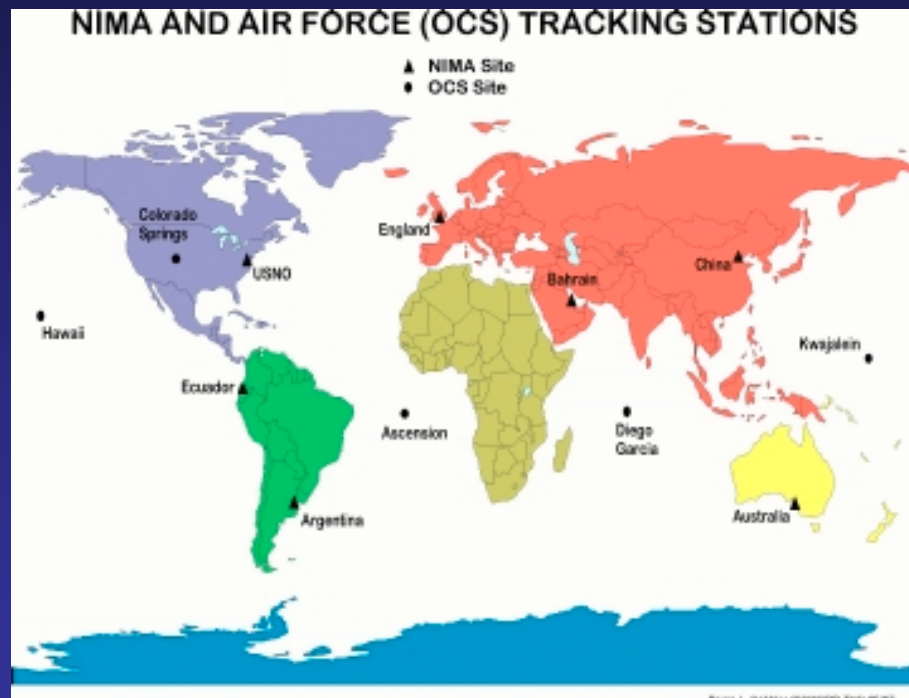 NIMA AND AIR FORCE (OCS) TRACKING STATIONS
NIMA Site
OCS Site
Colorado
Springs
England
USNO
China
Bahrain
Hawaii
Kwajalein
Ecuador
Ascension
Diego
Garcia
Argentina
Australia